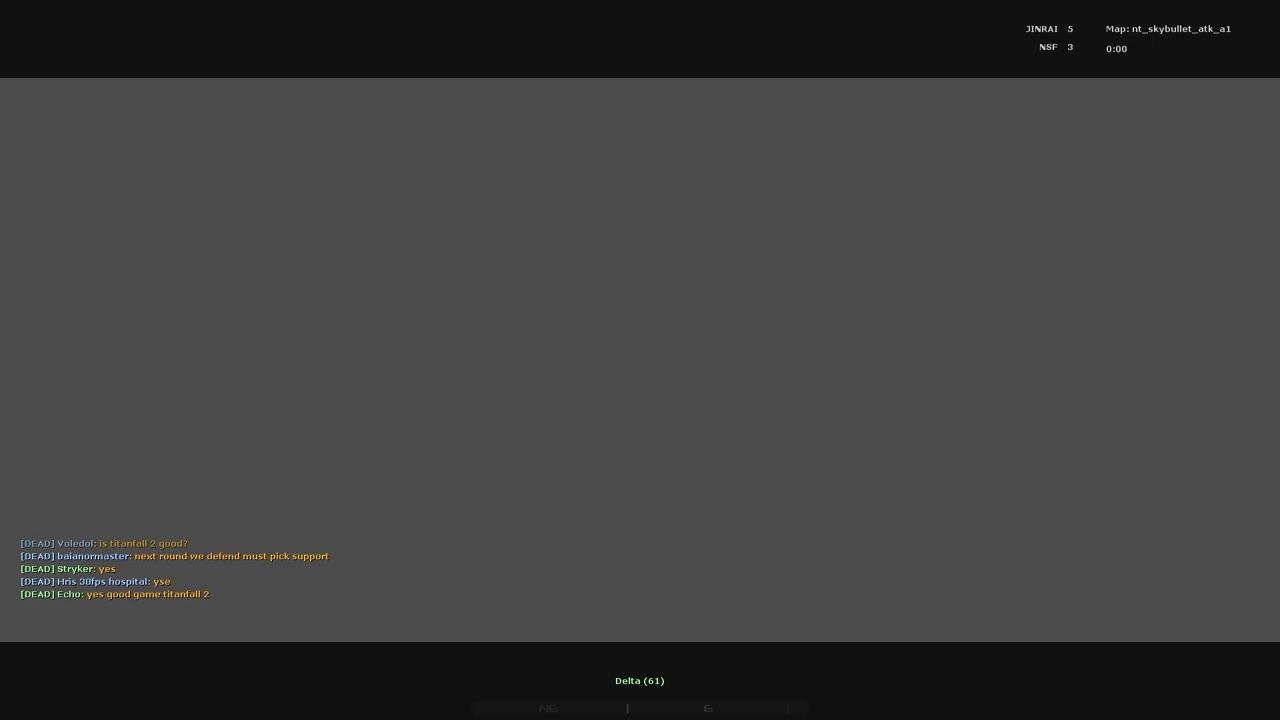 JINRAI 5
NSF 3
Map: nt_skybullet_atk_a1
0:00
[DEAD] Voledol: is titanfall 2 good?
[DEAD] baianormaster: next round we defend must pick support
[DEAD] Stryker: yes
[DEAD] Hris 30fps hospital: yse
[DEAD] Echo: yes good game titanfall 2
Delta (61)
NE | E |